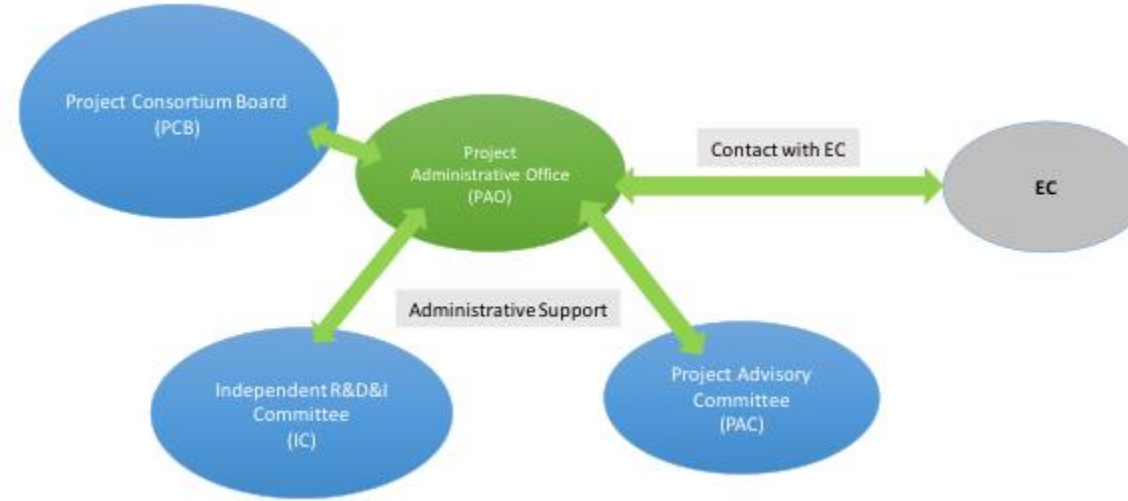 Project Consortium Board
(PCB)
Project
Administrative Office
(PAO)
Contact with EC
EC
Administrative Support
Independent R&D&I
Committee
(IC)
Project Advisory
Committee
(PAC)